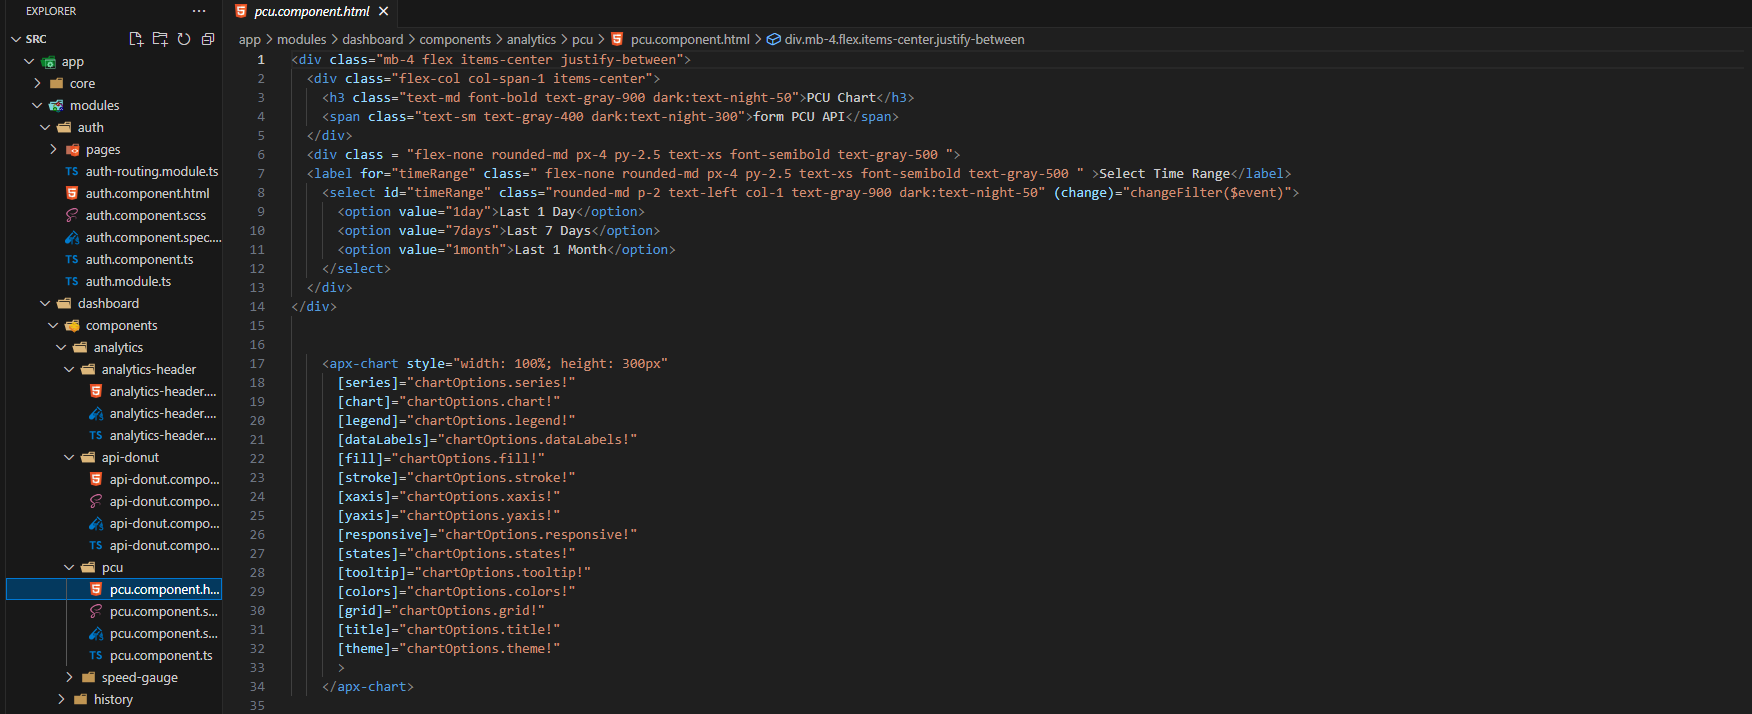 EXPLORER
···
SRC
app
core
modules
auth
pages
TS auth-routing.module.ts
auth.component.html
auth.component.scss
auth.component.spec....
TS auth.component.ts
TS auth.module.ts
dashboard
components
analytics
analytics-header
analytics-header....
analytics-header....
TS analytics-header....
api-donut
api-donut.compo...
api-donut.compo...
api-donut.compo...
TS api-donut.compo...
pcu
pcu.component.h...
pcu.component.s...
pcu.component.s...
TS pcu.component.ts
speed-gauge
history
pcu.component.html
app > modules > dashboard > components > analytics > pcu > pcu.component.html > div.mb-4.flex.items-center.justify-between
1 <div class="mb-4 flex items-center justify-between">
2 <div class="flex-col col-span-1 items-center">
3 <h3 class="text-md font-bold text-gray-900 dark:text-night-50">PCU Chart</h3>
4 <span class="text-sm text-gray-400 dark:text-night-300">form PCU API</span>
5 </div>
6 <div class = "flex-none rounded-md px-4 py-2.5 text-xs font-semibold text-gray-500 ">
7 <label for="timeRange" class=" flex-none rounded-md px-4 py-2.5 text-xs font-semibold text-gray-500 " >Select Time Range</label>
8 <select id="timeRange" class="rounded-md p-2 text-left col-1 text-gray-900 dark:text-night-50" (change)="changeFilter($event)">
9 <option value="1day">Last 1 Day</option>
10 <option value="7days">Last 7 Days</option>
11 <option value="1month">Last 1 Month</option>
12 </select>
13 </div>
14 </div>
15
16
17 <apx-chart style="width: 100%; height: 300px"
18 [series]="chartOptions.series!"
19 [chart]="chartOptions.chart!"
20 [legend]="chartOptions.legend!"
21 [dataLabels]="chartOptions.dataLabels!"
22 [fill]="chartOptions.fill!"
23 [stroke]="chartOptions.stroke!"
24 [xaxis]="chartOptions.xaxis!"
25 [yaxis]="chartOptions.yaxis!"
26 [responsive]="chartOptions.responsive!"
27 [states]="chartOptions.states!"
28 [tooltip]="chartOptions.tooltip!"
29 [colors]="chartOptions.colors!"
30 [grid]="chartOptions.grid!"
31 [title]="chartOptions.title!"
32 [theme]="chartOptions.theme!"
33 >
34 </apx-chart>
35